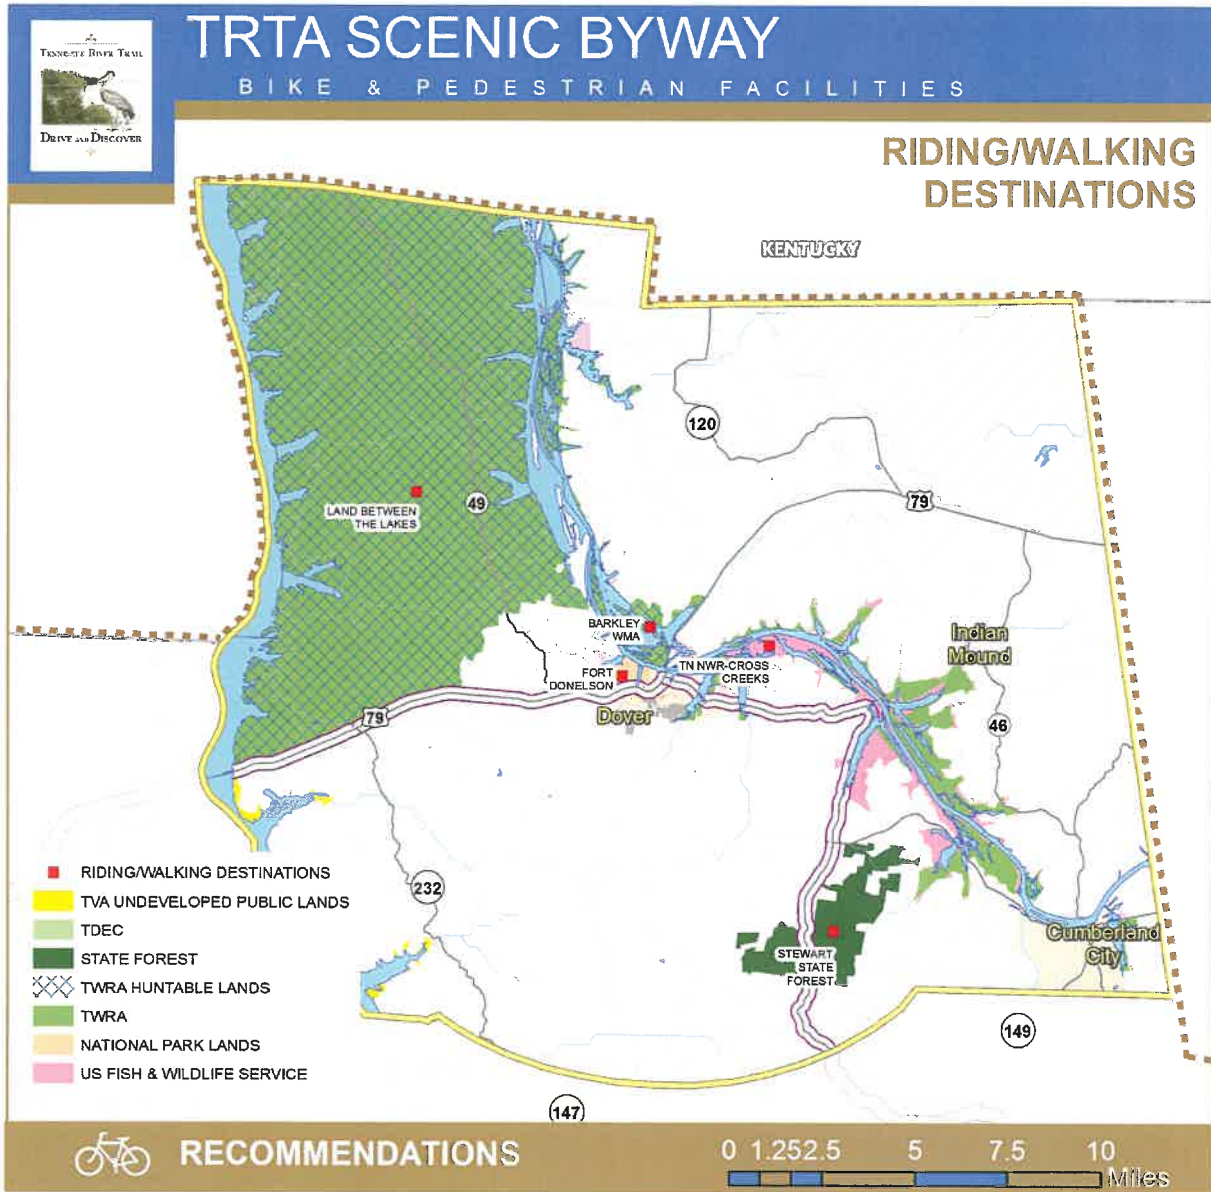 TENNESSEE RIVER TRAIL
DRIVE AND DISCOVER
TRTA SCENIC BYWAY
BIKE & PEDESTRIAN FACILITIES
RIDING/WALKING
DESTINATIONS
KENTUCKY
120
79
49
LAND BETWEEN
THE LAKES
BARKLEY
WMA
FORT
DONELSON
TN NWR-CROSS
CREEKS
Indian
Mound
Dover
79
46
232
STEWART
STATE
FOREST
Cumberland
City
149
147
RIDING/WALKING DESTINATIONS
TVA UNDEVELOPED PUBLIC LANDS
TDEC
STATE FOREST
TWRA HUNTABLE LANDS
TWRA
NATIONAL PARK LANDS
US FISH & WILDLIFE SERVICE
RECOMMENDATIONS
0 1.25 2.5 5 7.5 10
Miles